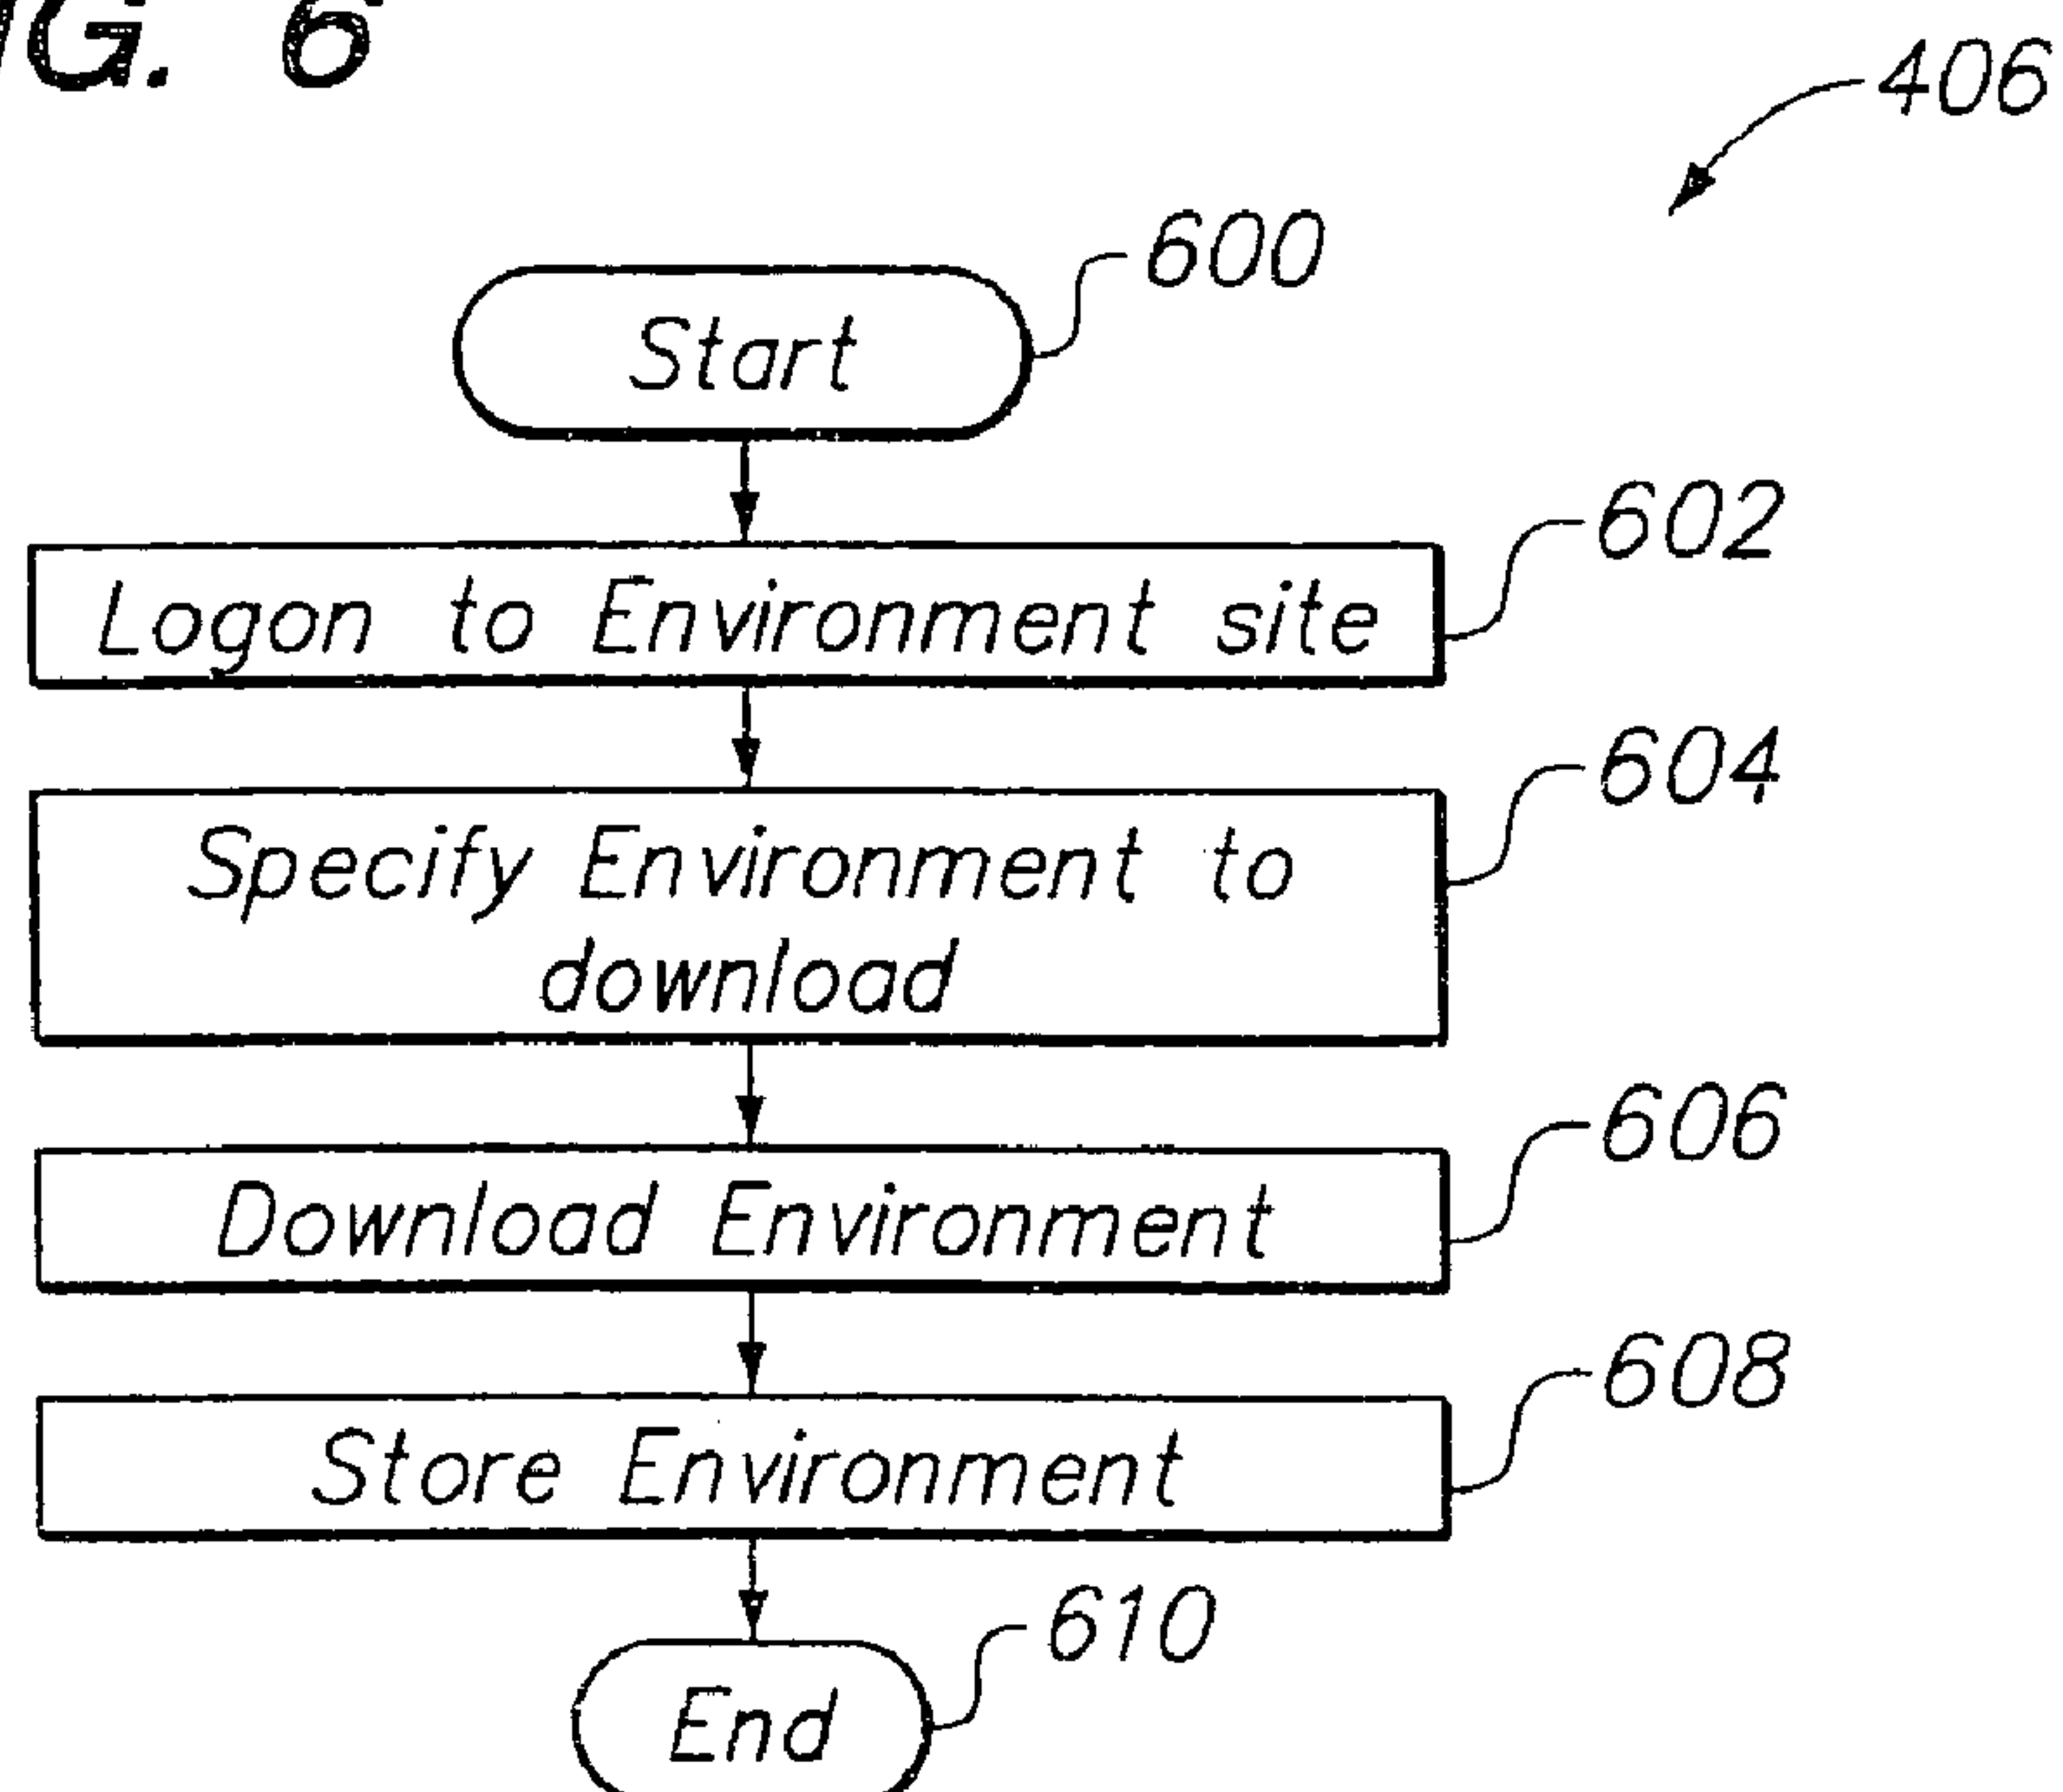 G. 6
406
600
Start
602
Logon to Environment site
604
Specify Environment to
download
606
Download Environment
608
Store Environment
610
End